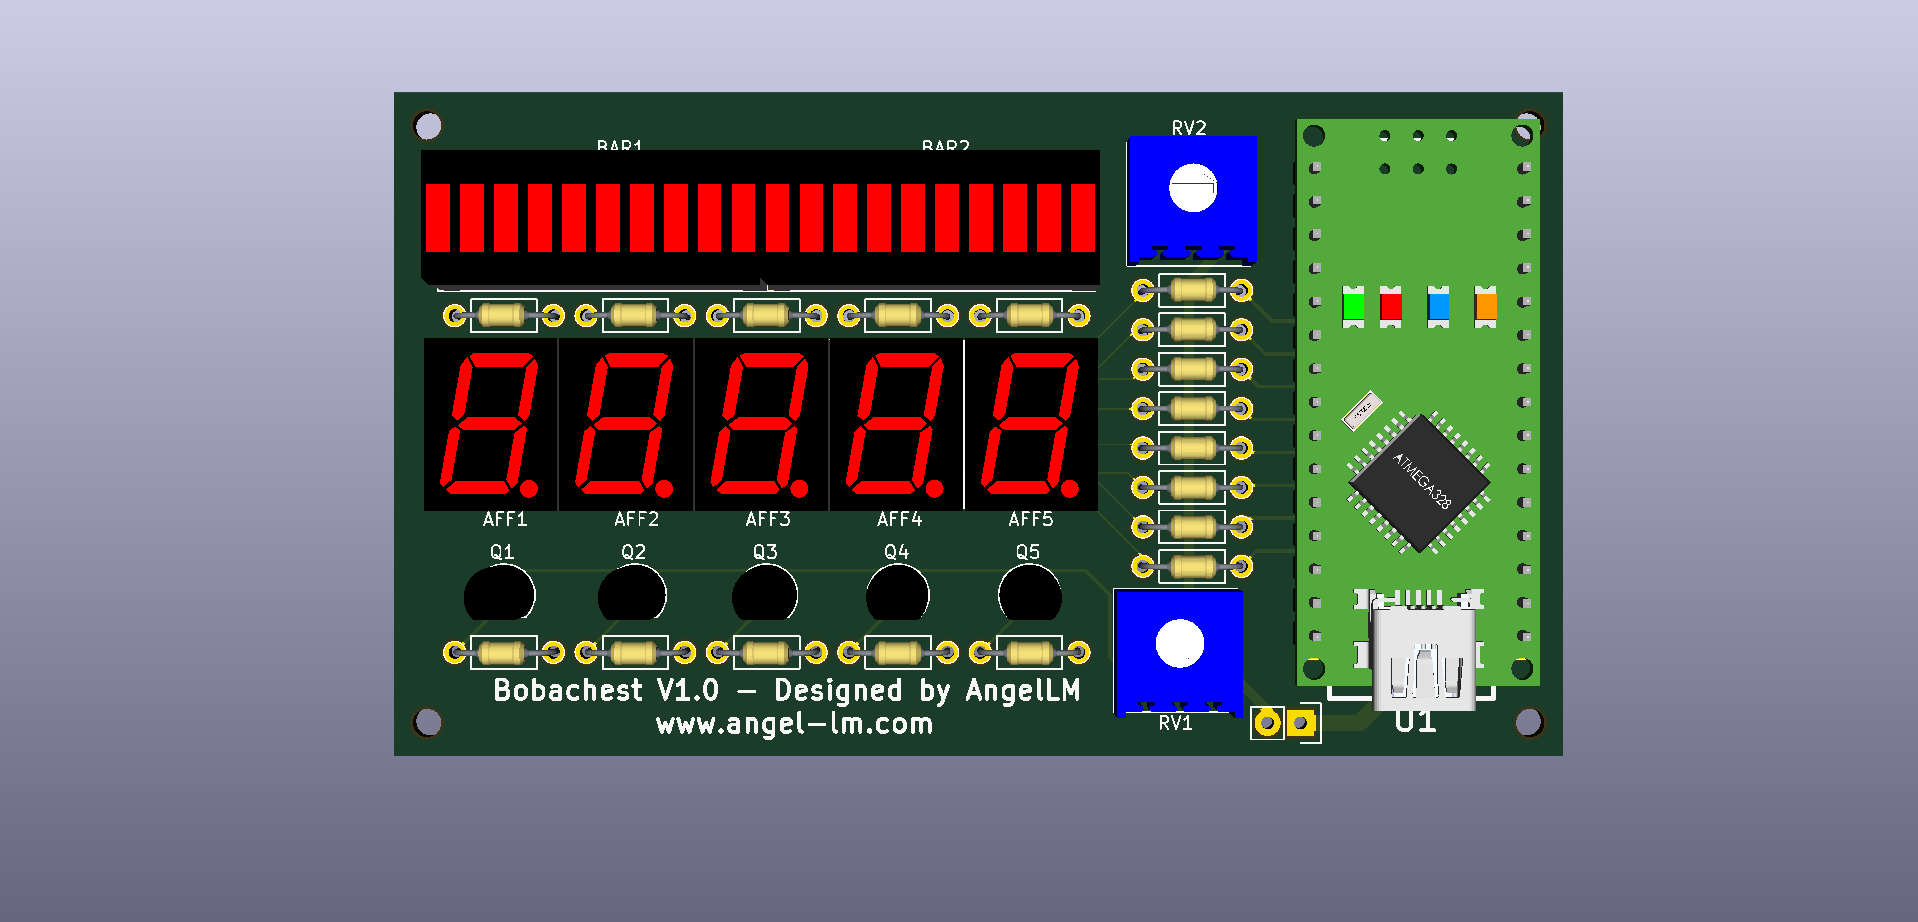 BAR1 BAR2 RV2
AFF1 AFF2 AFF3 AFF4 AFF5
Q1 Q2 Q3 Q4 Q5
ATMEGA328
Bobachest V1.0 – Designed by AngelLM
www.angel-lm.com
RV1 U1